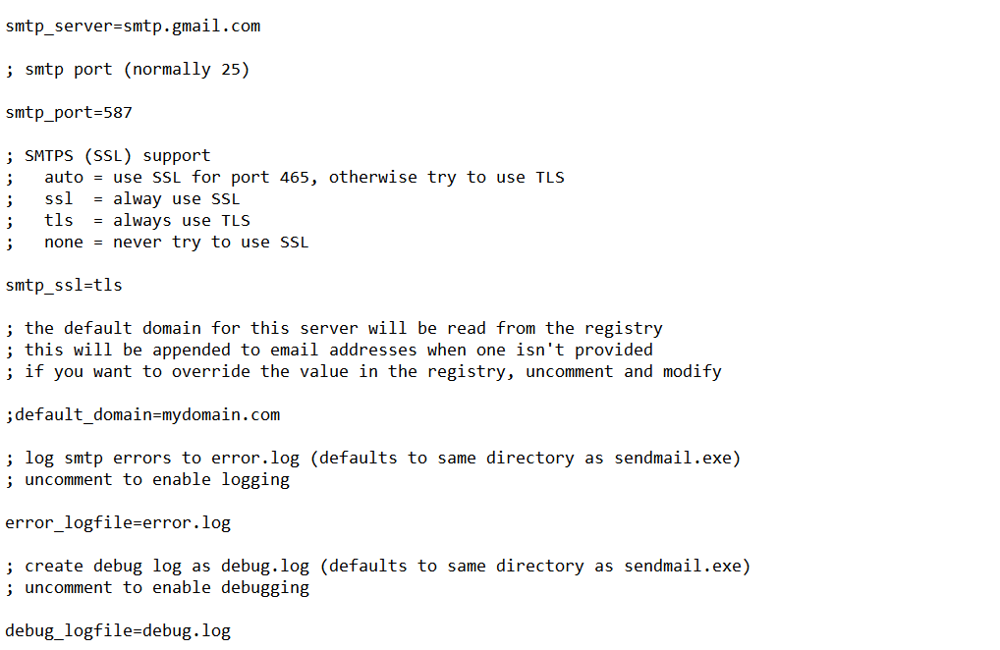 smtp_server=smtp.gmail.com
; smtp port (normally 25)
smtp_port=587
; SMTPS (SSL) support
;   auto = use SSL for port 465, otherwise try to use TLS
;   ssl  = alway use SSL
;   tls  = always use TLS
;   none = never try to use SSL
smtp_ssl=tls
; the default domain for this server will be read from the registry
; this will be appended to email addresses when one isn't provided
; if you want to override the value in the registry, uncomment and modify
;default_domain=mydomain.com
; log smtp errors to error.log (defaults to same directory as sendmail.exe)
; uncomment to enable logging
error_logfile=error.log
; create debug log as debug.log (defaults to same directory as sendmail.exe)
; uncomment to enable debugging
debug_logfile=debug.log